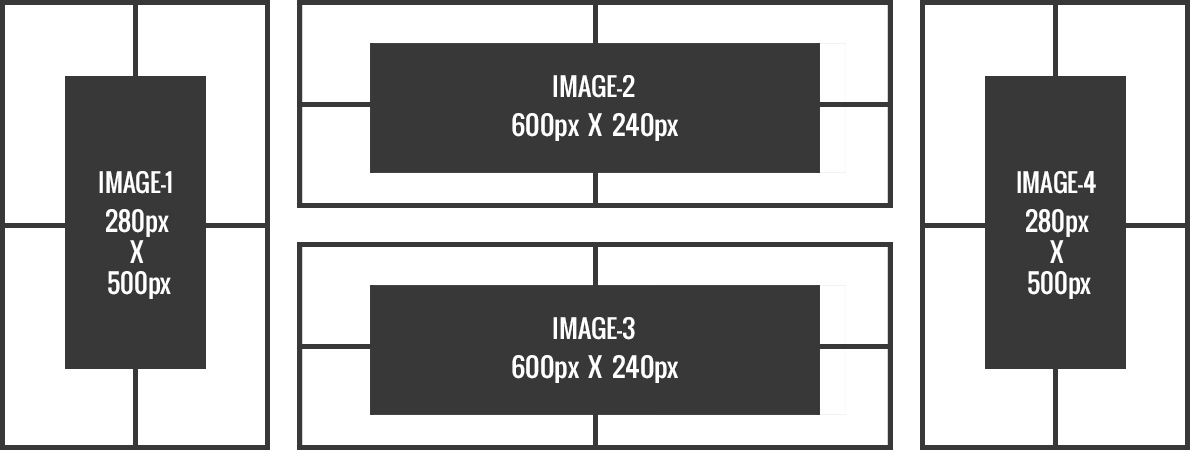 IMAGE-1
280px
X
500px
IMAGE-2
600px X 240px
IMAGE-3
600px X 240px
IMAGE-4
280px
X
500px